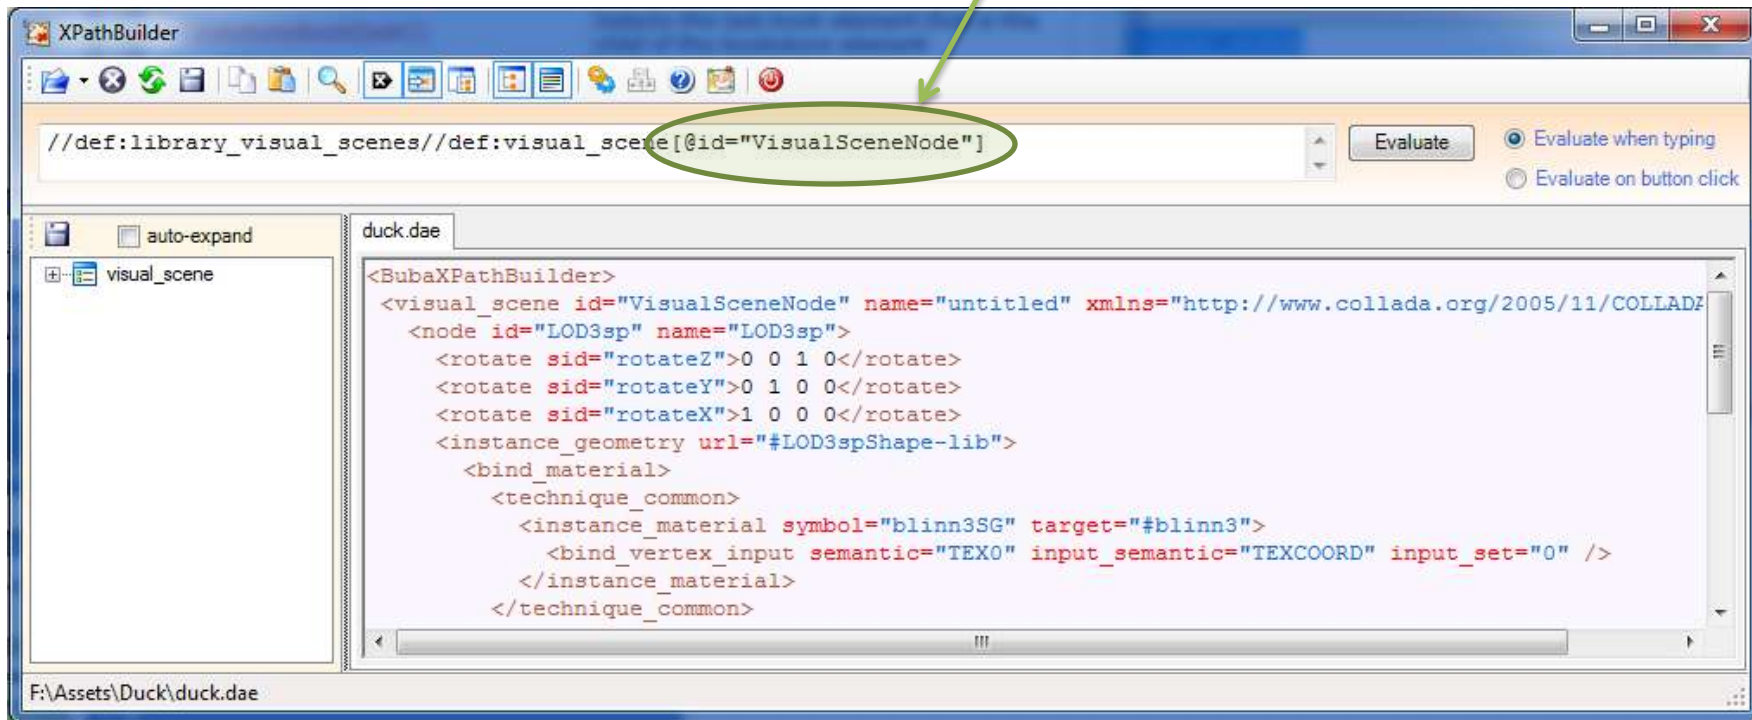 XPathBuilder
//def:library_visual_scenes//def:visual_scene[@id="VisualSceneNode"]
Evaluate
Evaluate when typing
Evaluate on button click
auto-expand
duck.dae
visual_scene
<BubaXPathBuilder>
<visual_scene id="VisualSceneNode" name="untitled" xmlns="http://www.collada.org/2005/11/COLLADA
<node id="LOD3sp" name="LOD3sp">
<rotate sid="rotateZ">0 0 1 0</rotate>
<rotate sid="rotateY">0 1 0 0</rotate>
<rotate sid="rotateX">1 0 0 0</rotate>
<instance_geometry url="#LOD3spShape-lib">
<bind_material>
<technique_common>
<instance_material symbol="blinn3SG" target="#blinn3">
<bind_vertex_input semantic="TEX0" input_semantic="TEXCOORD" input_set="0" />
</instance_material>
</technique_common>
F:\Assets\Duck\duck.dae